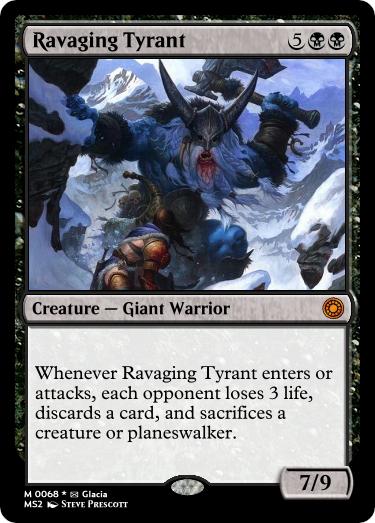 Ravaging Tyrant 5
Creature — Giant Warrior
Whenever Ravaging Tyrant enters or
attacks, each opponent loses 3 life,
discards a card, and sacrifices a
creature or planeswalker.
7/9
M 0068 * Glacia
MS2 Steve Prescott